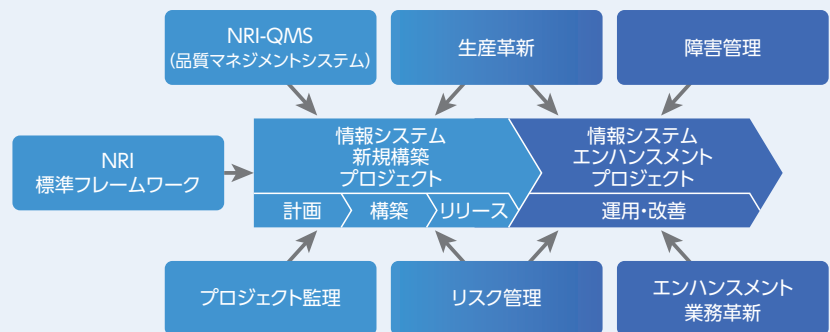 NRI-QMS
(品質マネジメントシステム)
生産革新
障害管理
NRI
標準フレームワーク
情報システム
新規構築
プロジェクト
計画
構築
リリース
情報システム
エンハンスメント
プロジェクト
運用・改善
プロジェクト監理
リスク管理
エンハンスメント
業務革新